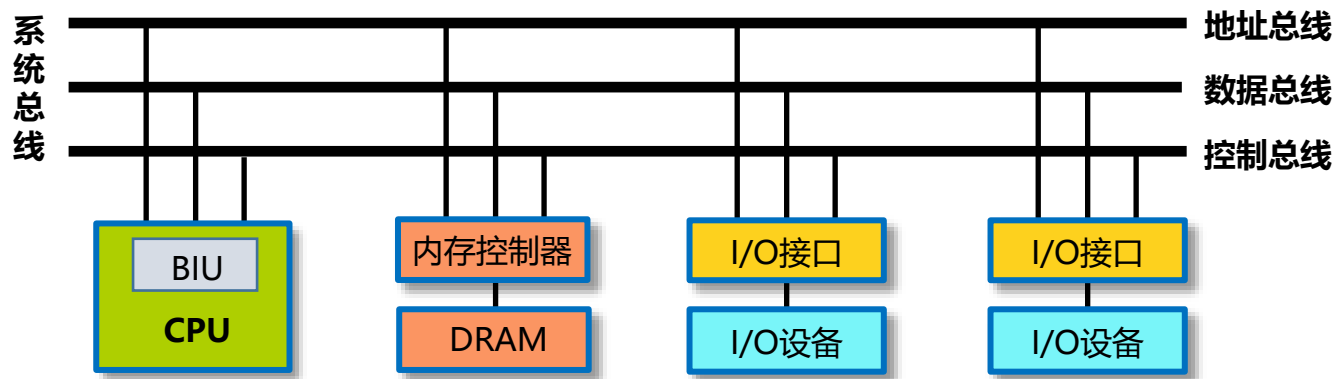 系统总线
地址总线
数据总线
控制总线
BIU
CPU
内存控制器
DRAM
I/O接口
I/O设备
I/O接口
I/O设备